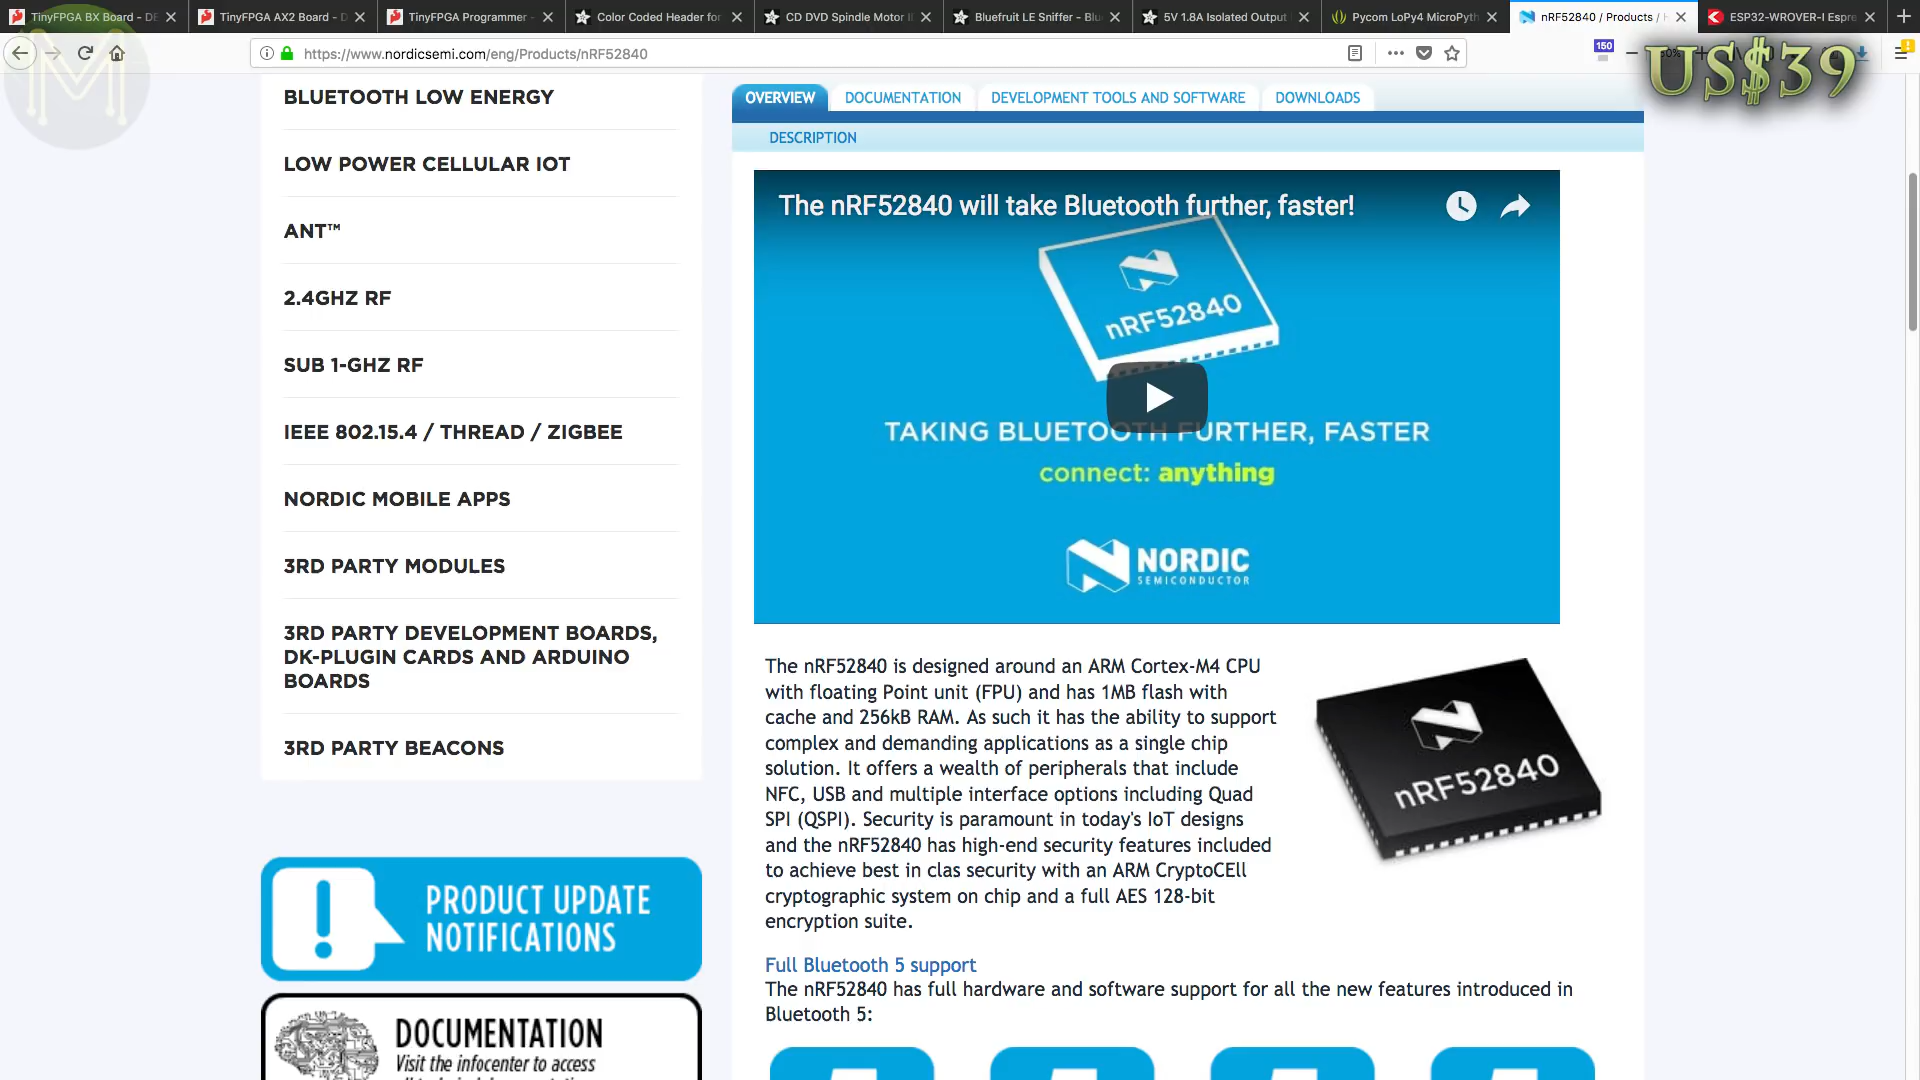 TinyFPGA BX Board - DE
TinyFPGA AX2 Board - D
TinyFPGA Programmer -
Color Coded Header for
CD DVD Spindle Motor I
Bluefruit LE Sniffer - Blu
5V 1.8A Isolated Output
Pycom LoPy4 MicroPyth
nRF52840 / Products / H
ESP32-WROVER-I Espre
https://www.nordicsemi.com/eng/Products/nRF52840
150
US$39
M
BLUETOOTH LOW ENERGY
LOW POWER CELLULAR IOT
ANT™
2.4GHZ RF
SUB 1-GHZ RF
IEEE 802.15.4 / THREAD / ZIGBEE
NORDIC MOBILE APPS
3RD PARTY MODULES
3RD PARTY DEVELOPMENT BOARDS,
DK-PLUGIN CARDS AND ARDUINO
BOARDS
3RD PARTY BEACONS
PRODUCT UPDATE
NOTIFICATIONS
DOCUMENTATION
Visit the infocenter to access
OVERVIEW
DOCUMENTATION
DEVELOPMENT TOOLS AND SOFTWARE
DOWNLOADS
DESCRIPTION
The nRF52840 will take Bluetooth further, faster!
nRF52840
TAKING BLUETOOTH FURTHER, FASTER
connect: anything
NORDIC
SEMICONDUCTOR
The nRF52840 is designed around an ARM Cortex-M4 CPU
with floating Point unit (FPU) and has 1MB flash with
cache and 256kB RAM. As such it has the ability to support
complex and demanding applications as a single chip
solution. It offers a wealth of peripherals that include
NFC, USB and multiple interface options including Quad
SPI (QSPI). Security is paramount in today's IoT designs
and the nRF52840 has high-end security features included
to achieve best in clas security with an ARM CryptoCEll
cryptographic system on chip and a full AES 128-bit
encryption suite.
nRF52840
Full Bluetooth 5 support
The nRF52840 has full hardware and software support for all the new features introduced in
Bluetooth 5: